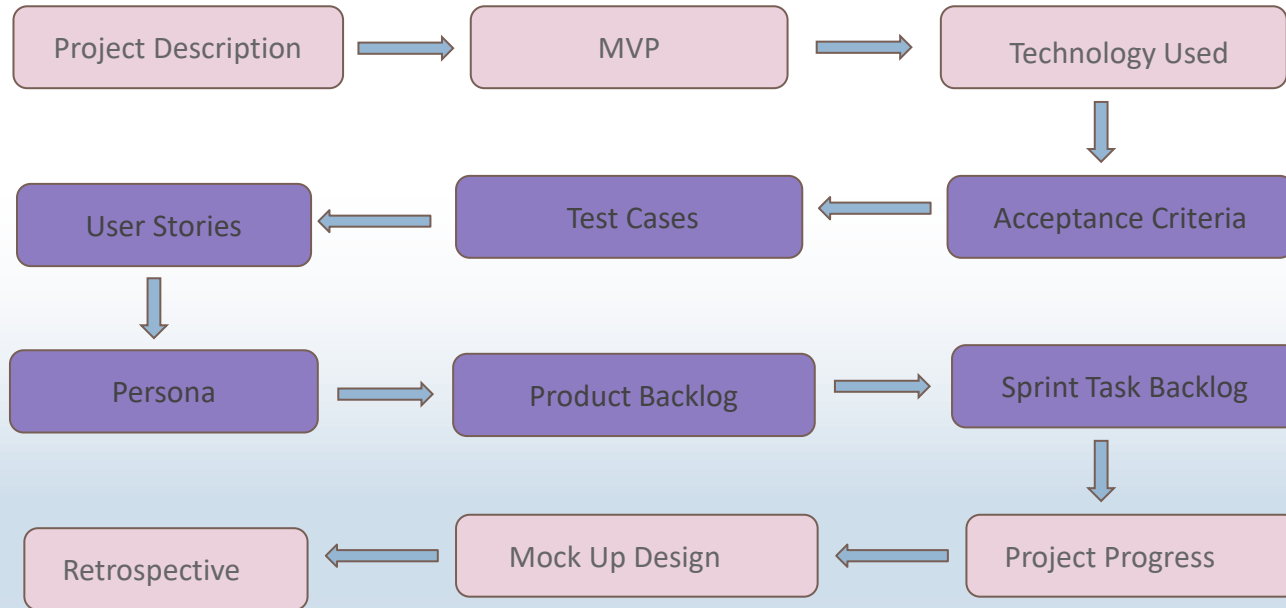 Project Description
MVP
Technology Used
User Stories
Test Cases
Acceptance Criteria
Persona
Product Backlog
Sprint Task Backlog
Retrospective
Mock Up Design
Project Progress